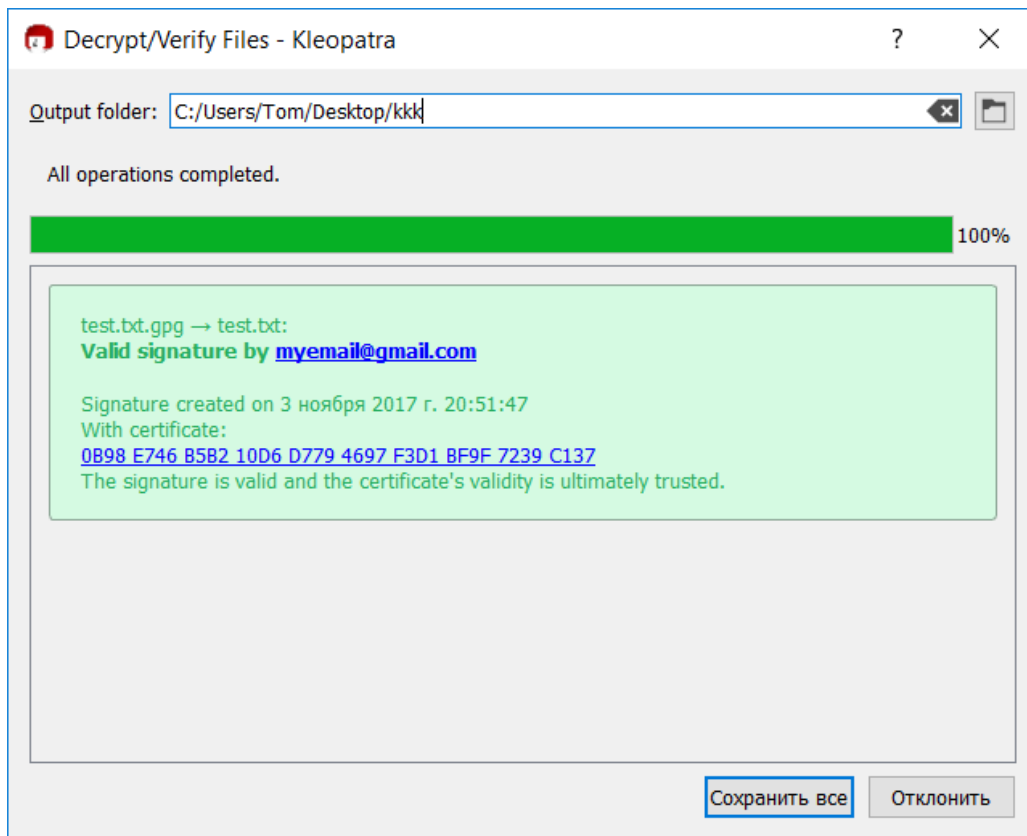 Decrypt/Verify Files - Kleopatra
Output folder: C:/Users/Tom/Desktop/kkk
All operations completed.
100%
test.txt.gpg → test.txt:
Valid signature by myemail@gmail.com
Signature created on 3 ноября 2017 г. 20:51:47
With certificate:
0B98 E746 B5B2 10D6 D779 4697 F3D1 BF9F 7239 C137
The signature is valid and the certificate's validity is ultimately trusted.
Сохранить все Отклонить